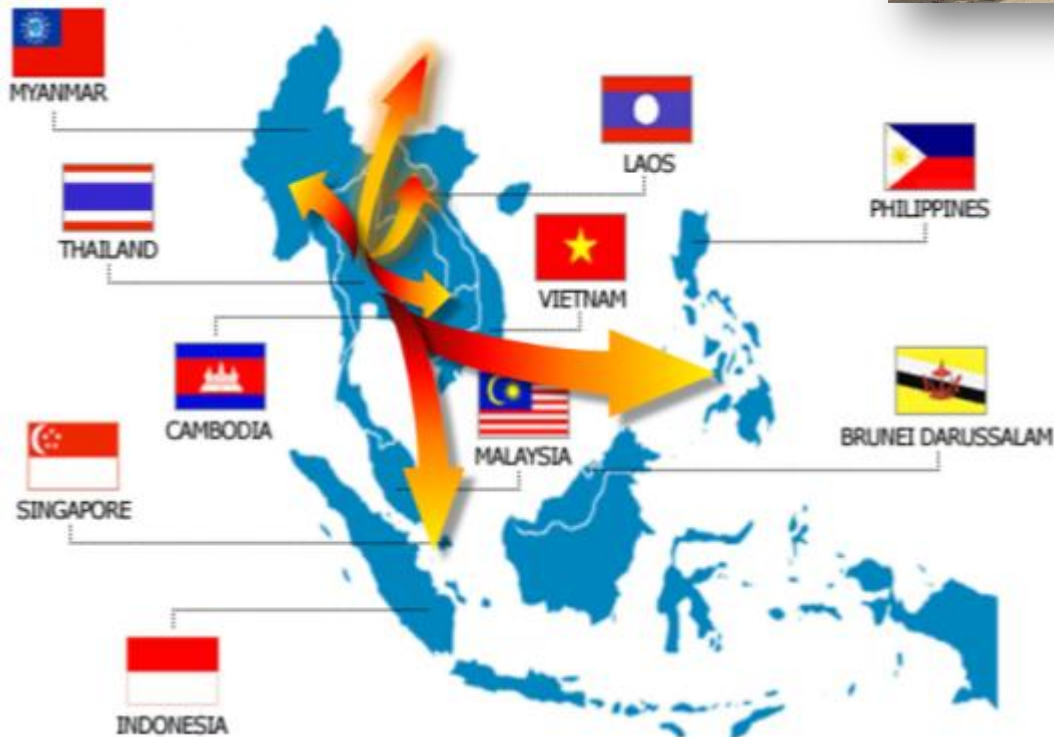 MYANMAR
LAOS
PHILIPPINES
THAILAND
VIETNAM
CAMBODIA
MALAYSIA
BRUNEI DARUSSALAM
SINGAPORE
INDONESIA